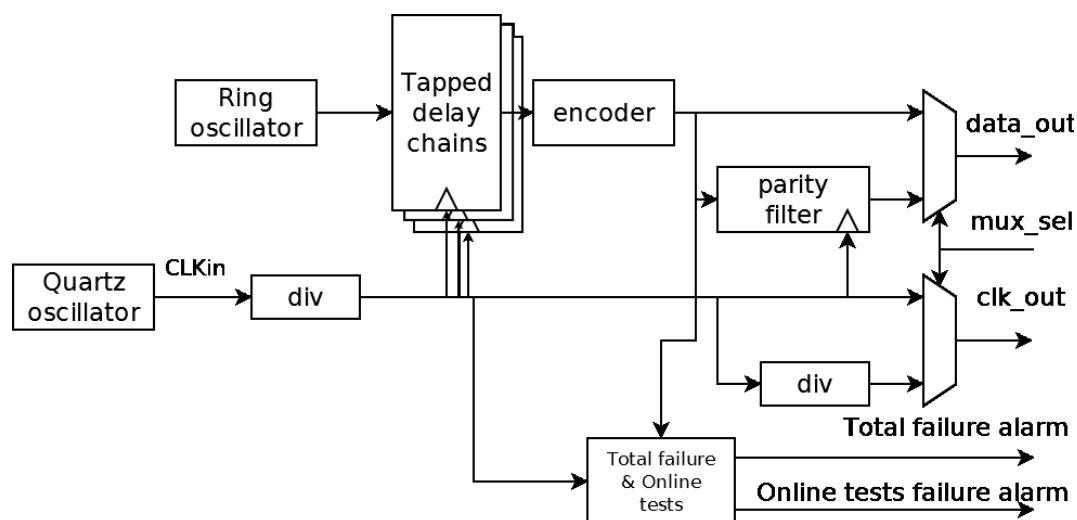 Ring
oscillator
Tapped
delay
chains
encoder
data_out
parity
filter
mux_sel
Quartz
oscillator
CLKin
div
clk_out
div
Total failure alarm
Total failure
& Online
tests
Online tests failure alarm